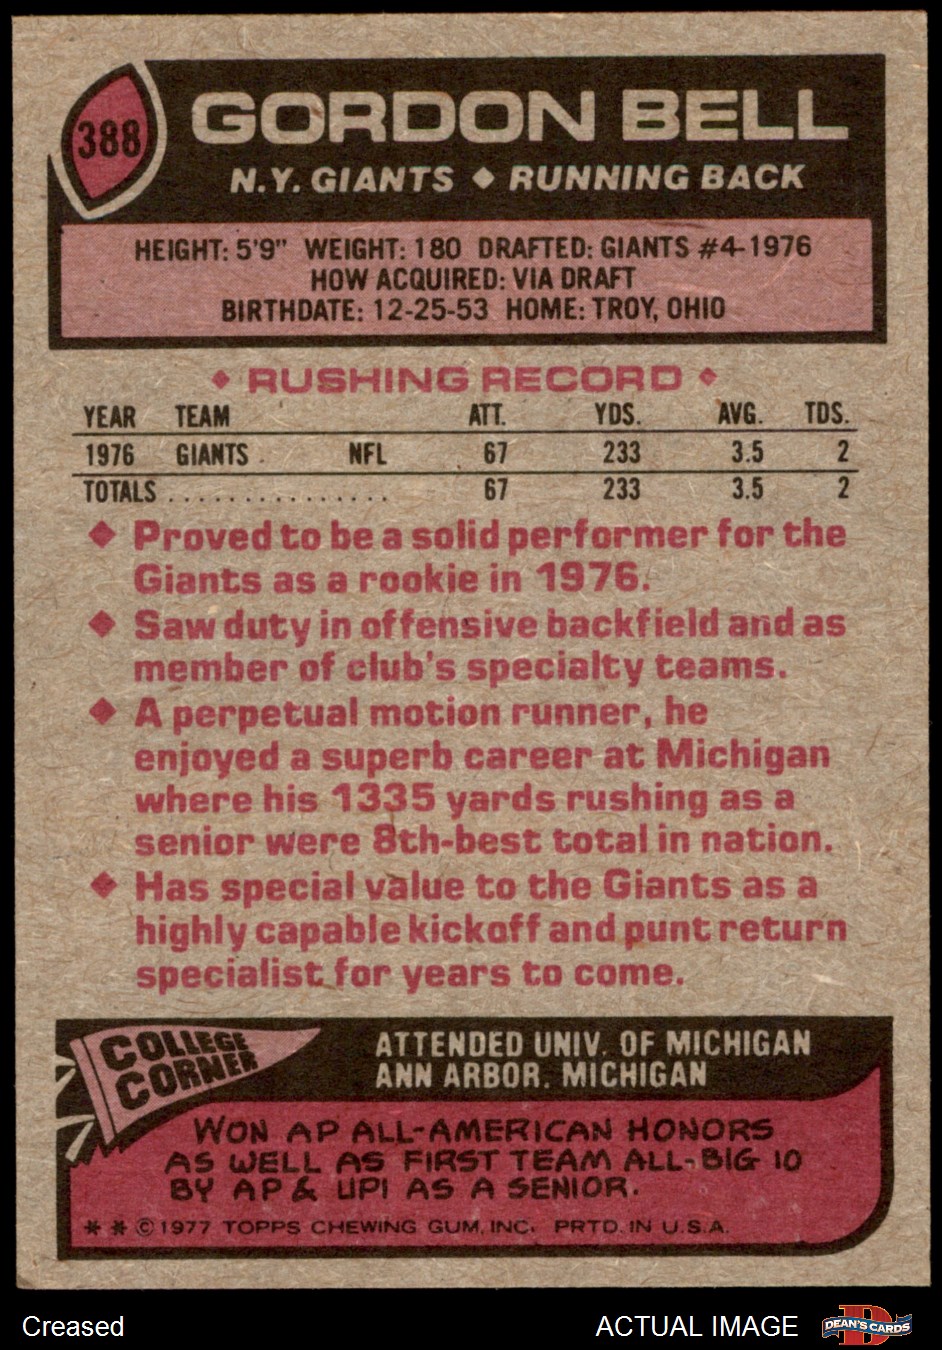 388
GORDON BELL
N.Y. GIANTS ◆ RUNNING BACK
HEIGHT: 5'9" WEIGHT: 180 DRAFTED: GIANTS #4-1976
HOW ACQUIRED: VIA DRAFT
BIRTHDATE: 12-25-53 HOME: TROY, OHIO
◆ RUSHING RECORD ◆
YEAR TEAM ATT. YDS. AVG. TDS.
1976 GIANTS NFL 67 233 3.5 2
TOTALS ................ 67 233 3.5 2
◆ Proved to be a solid performer for the
Giants as a rookie in 1976.
◆ Saw duty in offensive backfield and as
member of club's specialty teams.
◆ A perpetual motion runner, he
enjoyed a superb career at Michigan
where his 1335 yards rushing as a
senior were 8th-best total in nation.
◆ Has special value to the Giants as a
highly capable kickoff and punt return
specialist for years to come.
COLLEGE
CORNER
ATTENDED UNIV. OF MICHIGAN
ANN ARBOR, MICHIGAN
WON AP ALL-AMERICAN HONORS
AS WELL AS FIRST TEAM ALL-BIG 10
BY AP & UPI AS A SENIOR.
* * © 1977 TOPPS CHEWING GUM, INC. PRTD. IN U.S.A.
Creased
ACTUAL IMAGE
D
DEAN'S CARDS